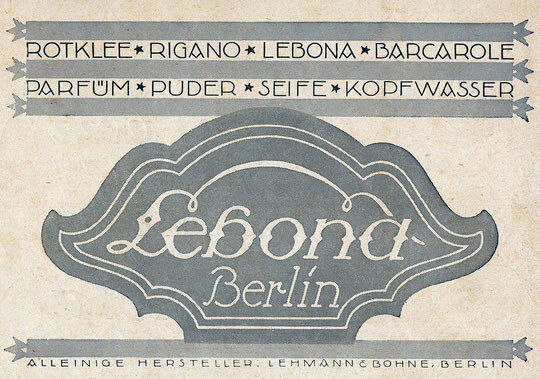 ROTKLEE★RIGANO★LEBONA★BARCAROLE
PARFÜM★PUDER★SEIFE★KOPFWASSER
Lebona-
Berlin
ALLEINIGE HERSTELLER, LEHMANN & BOHNE, BERLIN